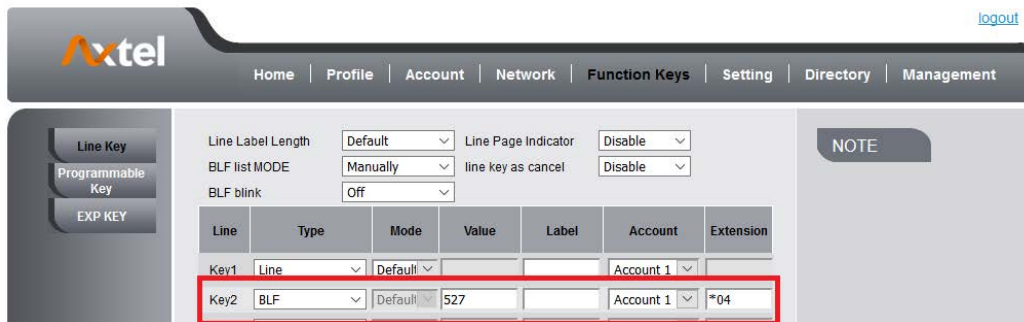 logout
Axtel
Home | Profile | Account | Network | Function Keys | Setting | Directory | Management
Line Key
Programmable
Key
EXP KEY
Line Label Length Default Line Page Indicator Disable
BLF list MODE Manually line key as cancel Disable
BLF blink Off
NOTE
Line Type Mode Value Label Account Extension
Key1 Line Default Account 1
Key2 BLF Default 527 Account 1 *04